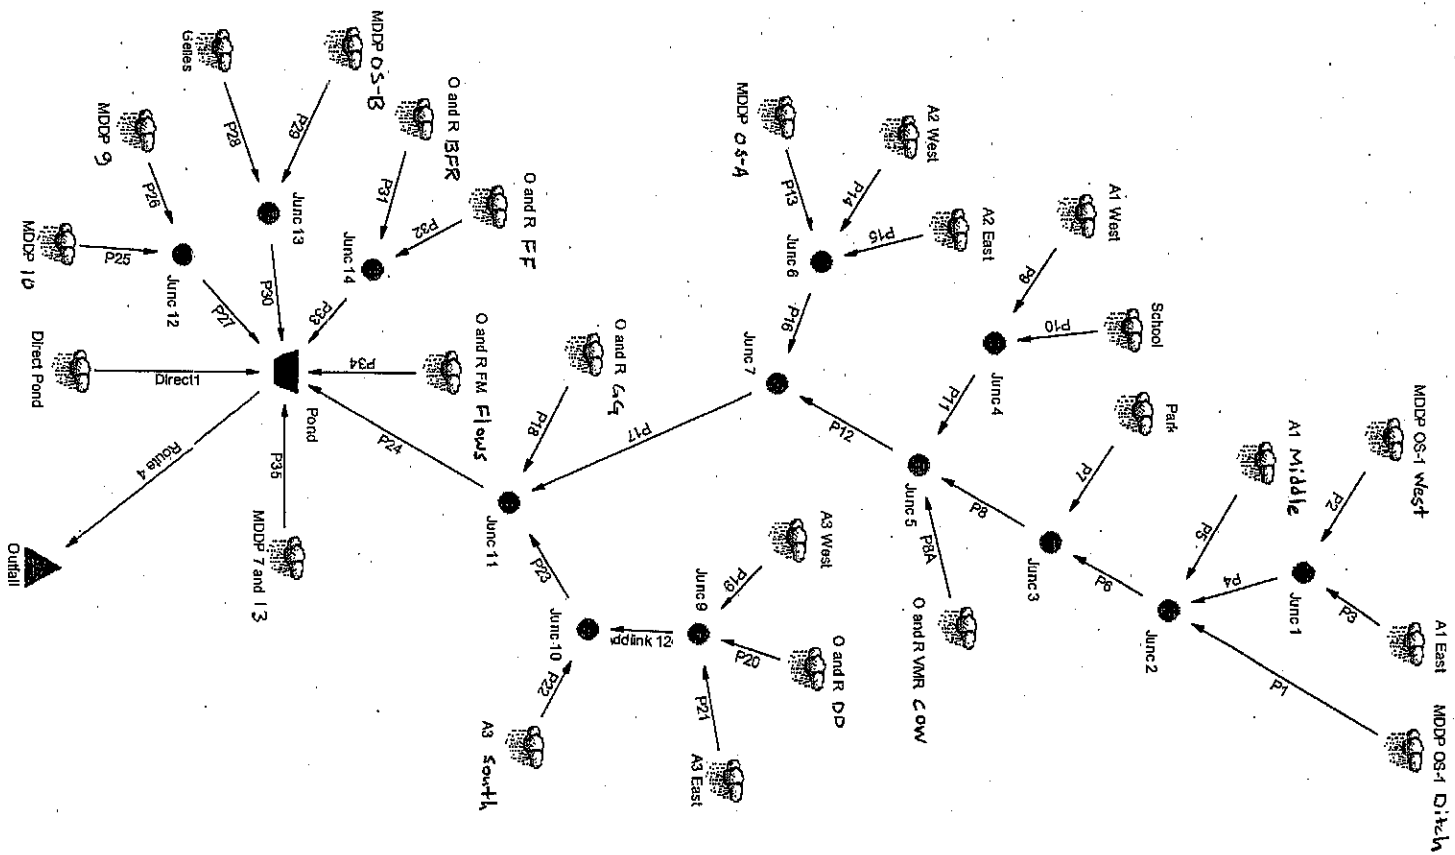 MDDP OS-1 West
P2
MDDP OS-1 Ditch
P1
A1 East
P3
Junc 1
P4
A1 Middle
P5
Junc 2
P6
Park
P7
Junc 3
P8
School
P10
A1 West
P9
Junc 4
P11
Junc 5
P8A
O and R VMR COW
P12
A2 West
P14
A2 East
P15
MDDP OS-A
P13
Junc 6
P16
Junc 7
P17
O and R GG
P18
A3 West
P19
O and R DD
P20
A3 East
P21
Junc 9
ddlink 12
Junc 10
P22
A3 South
P23
Junc 11
P24
O and R FF
P32
O and R BFR
P31
Junc 14
P33
O and R FM Flows
P34
MDDP OS-B
P29
Gelles
P28
Junc 13
P30
MDDP 9
P26
MDDP 10
P25
Junc 12
P27
Direct Pond
Direct1
Pond
P35
MDDP 7 and 13
Route 4
Outfall